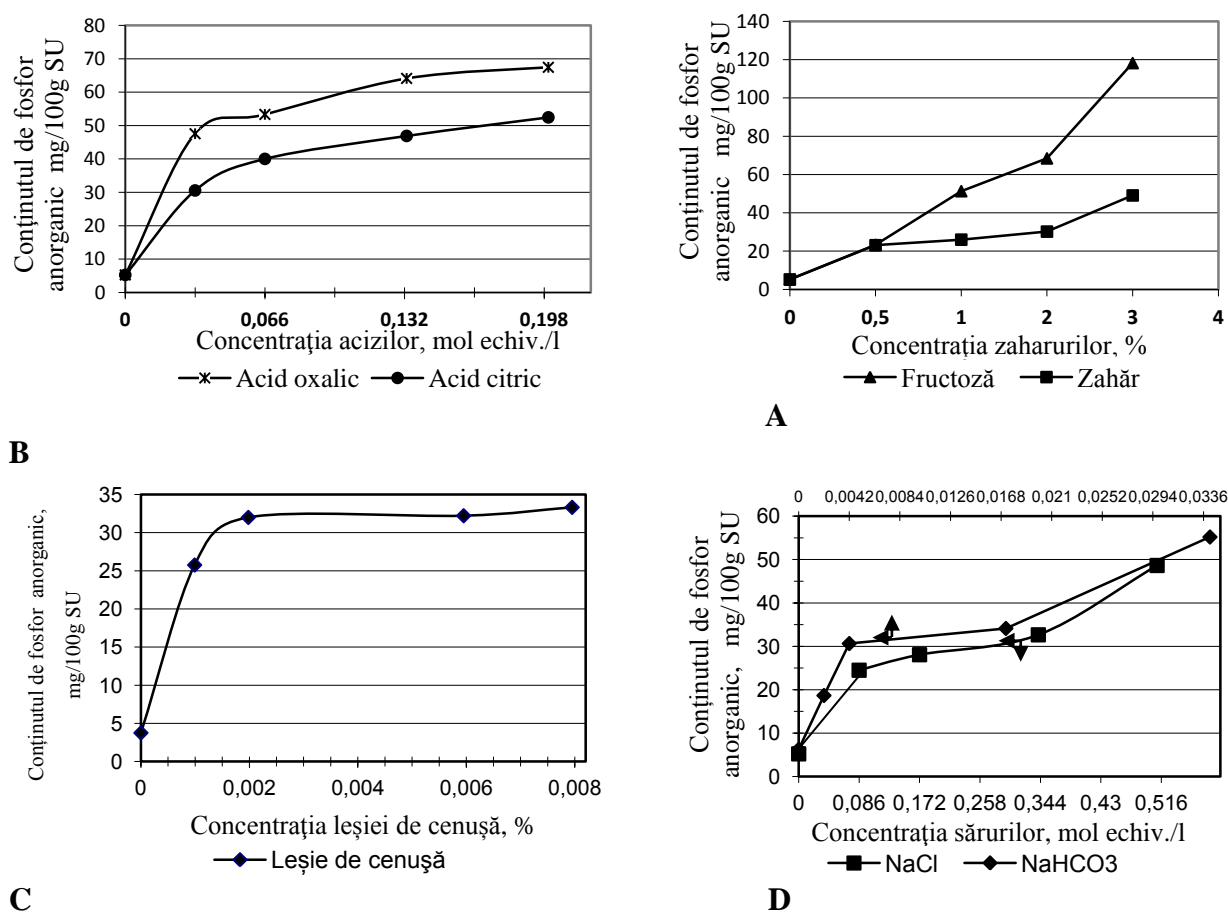 Conținutul de fosfor
anorganic mg/100g SU
80
70
60
50
40
30
20
10
0
0 0,066 0,132 0,198
Concentraţia acizilor, mol echiv./l
Acid oxalic Acid citric
B
Conținutul de fosfor
anorganic mg/100g SU
140
120
100
80
60
40
20
0
0 0,5 1 2 3 4
Concentrația zaharurilor, %
Fructoză Zahăr
A
Conținutul de fosfor anorganic,
mg/100g SU
35
30
25
20
15
10
5
0
0 0,002 0,004 0,006 0,008
Concentraţia leșiei de cenușă, %
Leşie de cenuşă
C
Conținutul de fosfor
anorganic, mg/100g SU
0 0,0042 0,0084 0,0126 0,0168 0,021 0,0252 0,0294 0,0336
60
50
40
30
20
10
0
0 0,086 0,172 0,258 0,344 0,43 0,516
Concentraţia sărurilor, mol echiv./l
NaCl NaHCO3
D